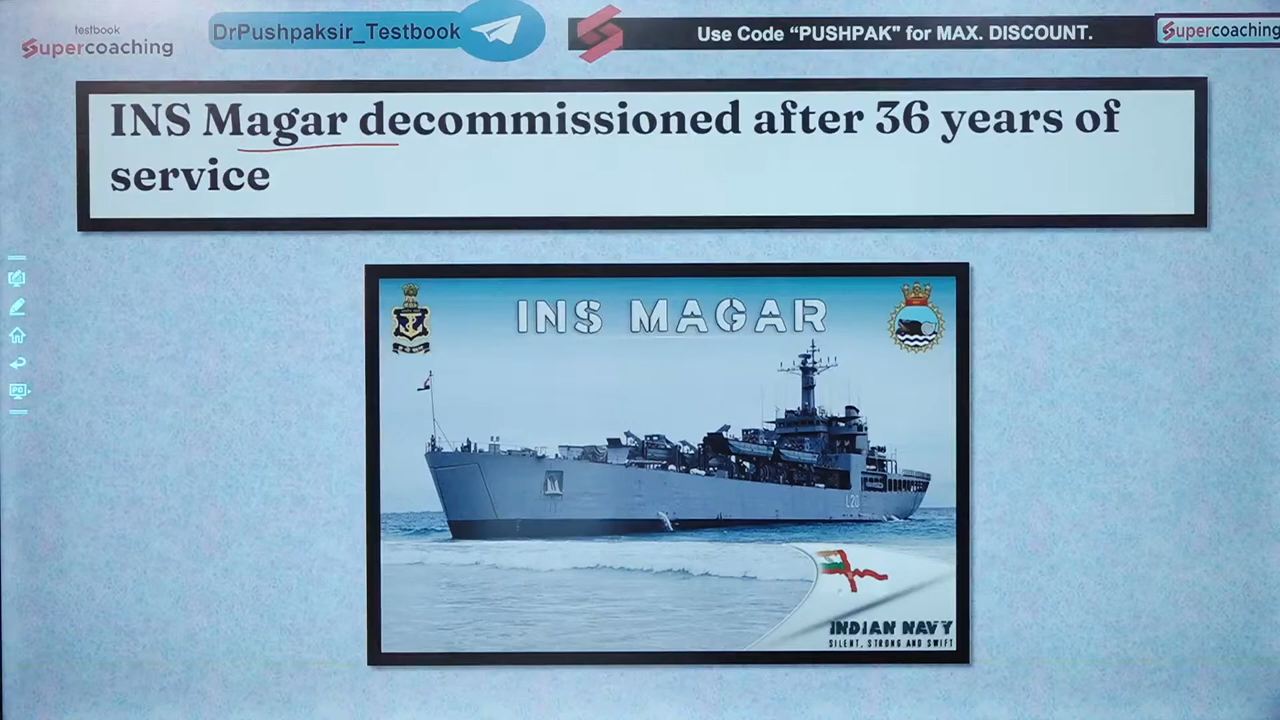 testbook
Supercoaching
DrPushpaksir_Testbook
Use Code “PUSHPAK” for MAX. DISCOUNT.
Supercoaching
INS Magar decommissioned after 36 years of
service
INS MAGAR
L20
INDIAN NAVY
SILENT, STRONG AND SWIFT